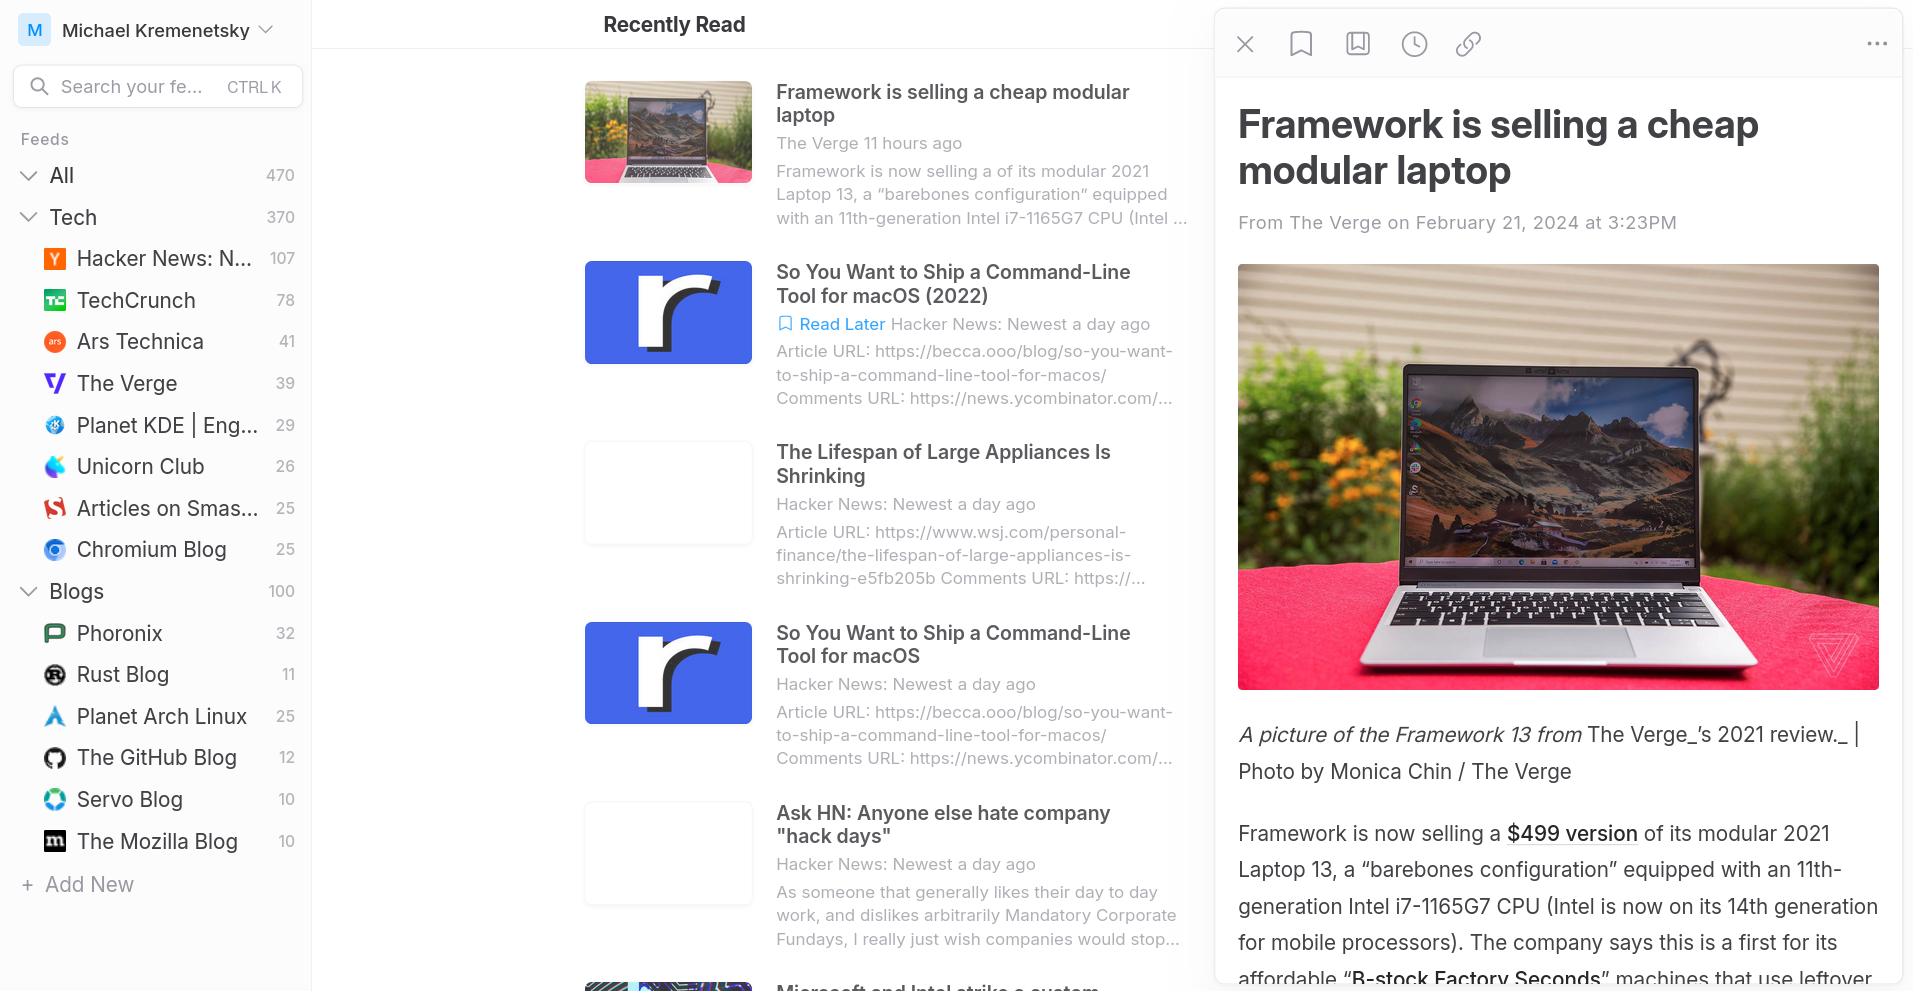 M Michael Kremenetsky
Search your fe... CTRL K
Feeds
All 470
Tech 370
Hacker News: N... 107
TechCrunch 78
Ars Technica 41
The Verge 39
Planet KDE | Eng... 29
Unicorn Club 26
Articles on Smas... 25
Chromium Blog 25
Blogs 100
Phoronix 32
Rust Blog 11
Planet Arch Linux 25
The GitHub Blog 12
Servo Blog 10
The Mozilla Blog 10
+ Add New
Recently Read
Framework is selling a cheap modular
laptop
The Verge 11 hours ago
Framework is now selling a of its modular 2021
Laptop 13, a “barebones configuration” equipped
with an 11th-generation Intel i7-1165G7 CPU (Intel ...
So You Want to Ship a Command-Line
Tool for macOS (2022)
Read Later Hacker News: Newest a day ago
Article URL: https://becca.ooo/blog/so-you-want-
to-ship-a-command-line-tool-for-macos/
Comments URL: https://news.ycombinator.com/...
The Lifespan of Large Appliances Is
Shrinking
Hacker News: Newest a day ago
Article URL: https://www.wsj.com/personal-
finance/the-lifespan-of-large-appliances-is-
shrinking-e5fb205b Comments URL: https://...
So You Want to Ship a Command-Line
Tool for macOS
Hacker News: Newest a day ago
Article URL: https://becca.ooo/blog/so-you-want-
to-ship-a-command-line-tool-for-macos/
Comments URL: https://news.ycombinator.com/...
Ask HN: Anyone else hate company
"hack days"
Hacker News: Newest a day ago
As someone that generally likes their day to day
work, and dislikes arbitrarily Mandatory Corporate
Fundays, I really just wish companies would stop...
Microsoft and Intel strike a custom
Framework is selling a cheap
modular laptop
From The Verge on February 21, 2024 at 3:23PM
A picture of the Framework 13 from The Verge_’s 2021 review._ |
Photo by Monica Chin / The Verge
Framework is now selling a $499 version of its modular 2021
Laptop 13, a “barebones configuration” equipped with an 11th-
generation Intel i7-1165G7 CPU (Intel is now on its 14th generation
for mobile processors). The company says this is a first for its
affordable “B-stock Factory Seconds” machines that use leftover